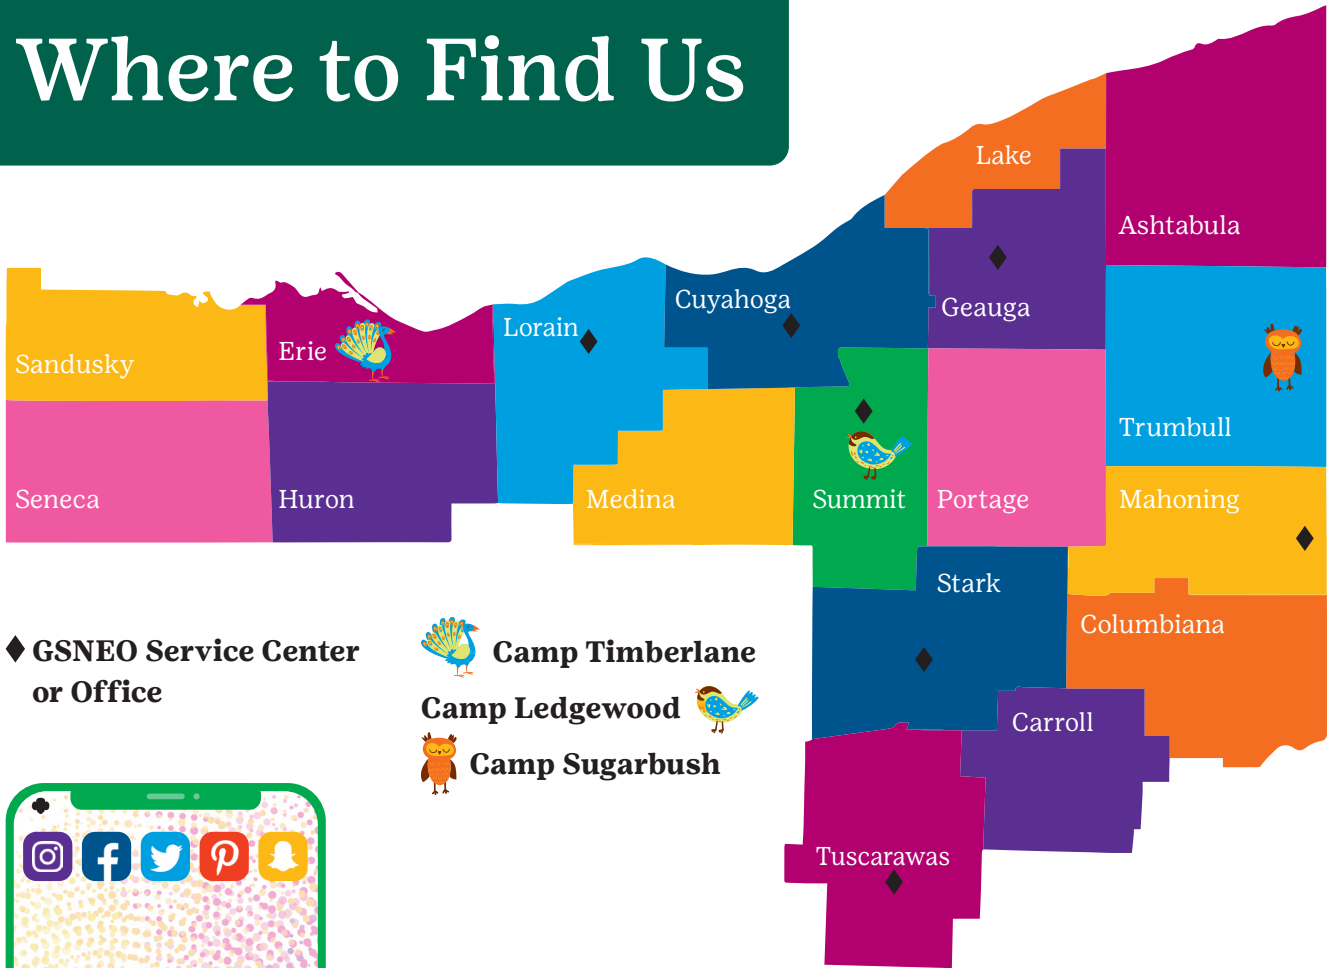 Where to Find Us
Lake
Ashtabula
Cuyahoga
Geauga
Lorain
Erie
Sandusky
Trumbull
Seneca
Huron
Medina
Summit
Portage
Mahoning
Stark
Columbiana
Carroll
Tuscarawas
GSNEO Service Center
or Office
Camp Timberlane
Camp Ledgewood
Camp Sugarbush